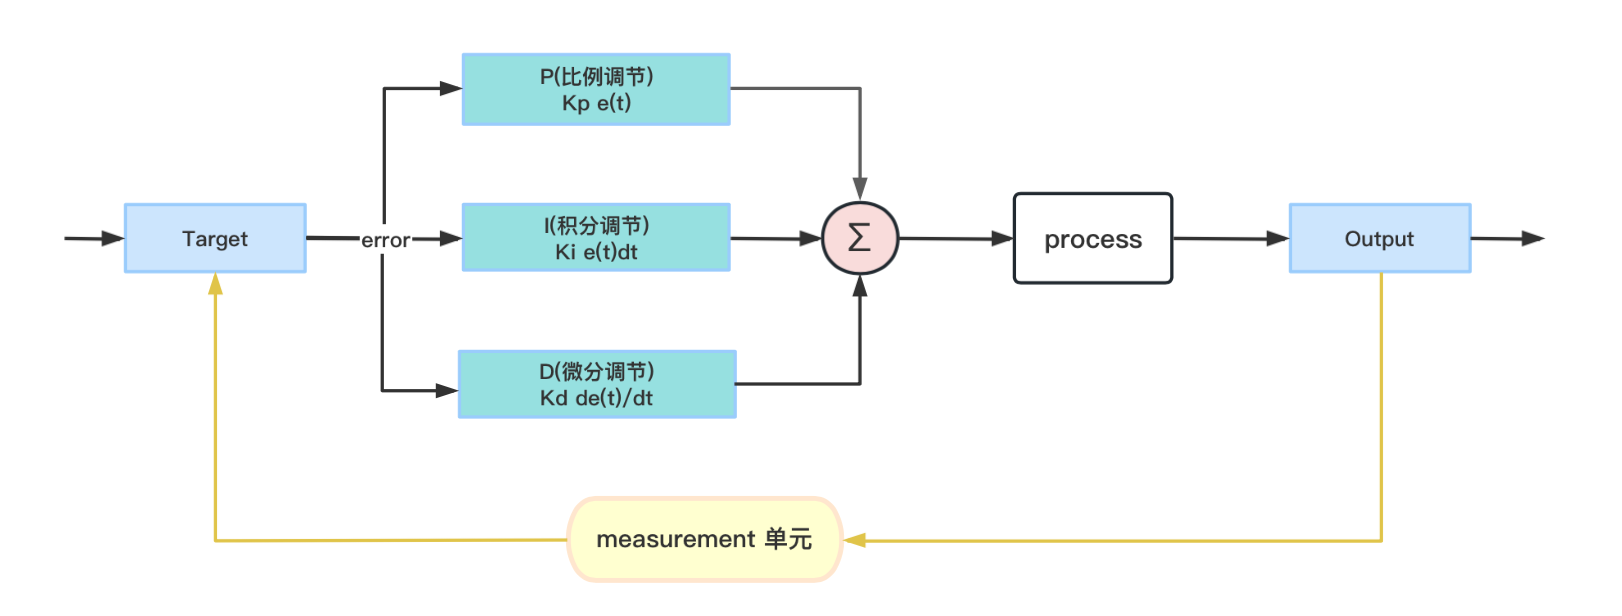 P(比例调节)
Kp e(t)
Target
error
I(积分调节)
Ki e(t)dt
Σ
process
Output
D(微分调节)
Kd de(t)/dt
measurement 单元